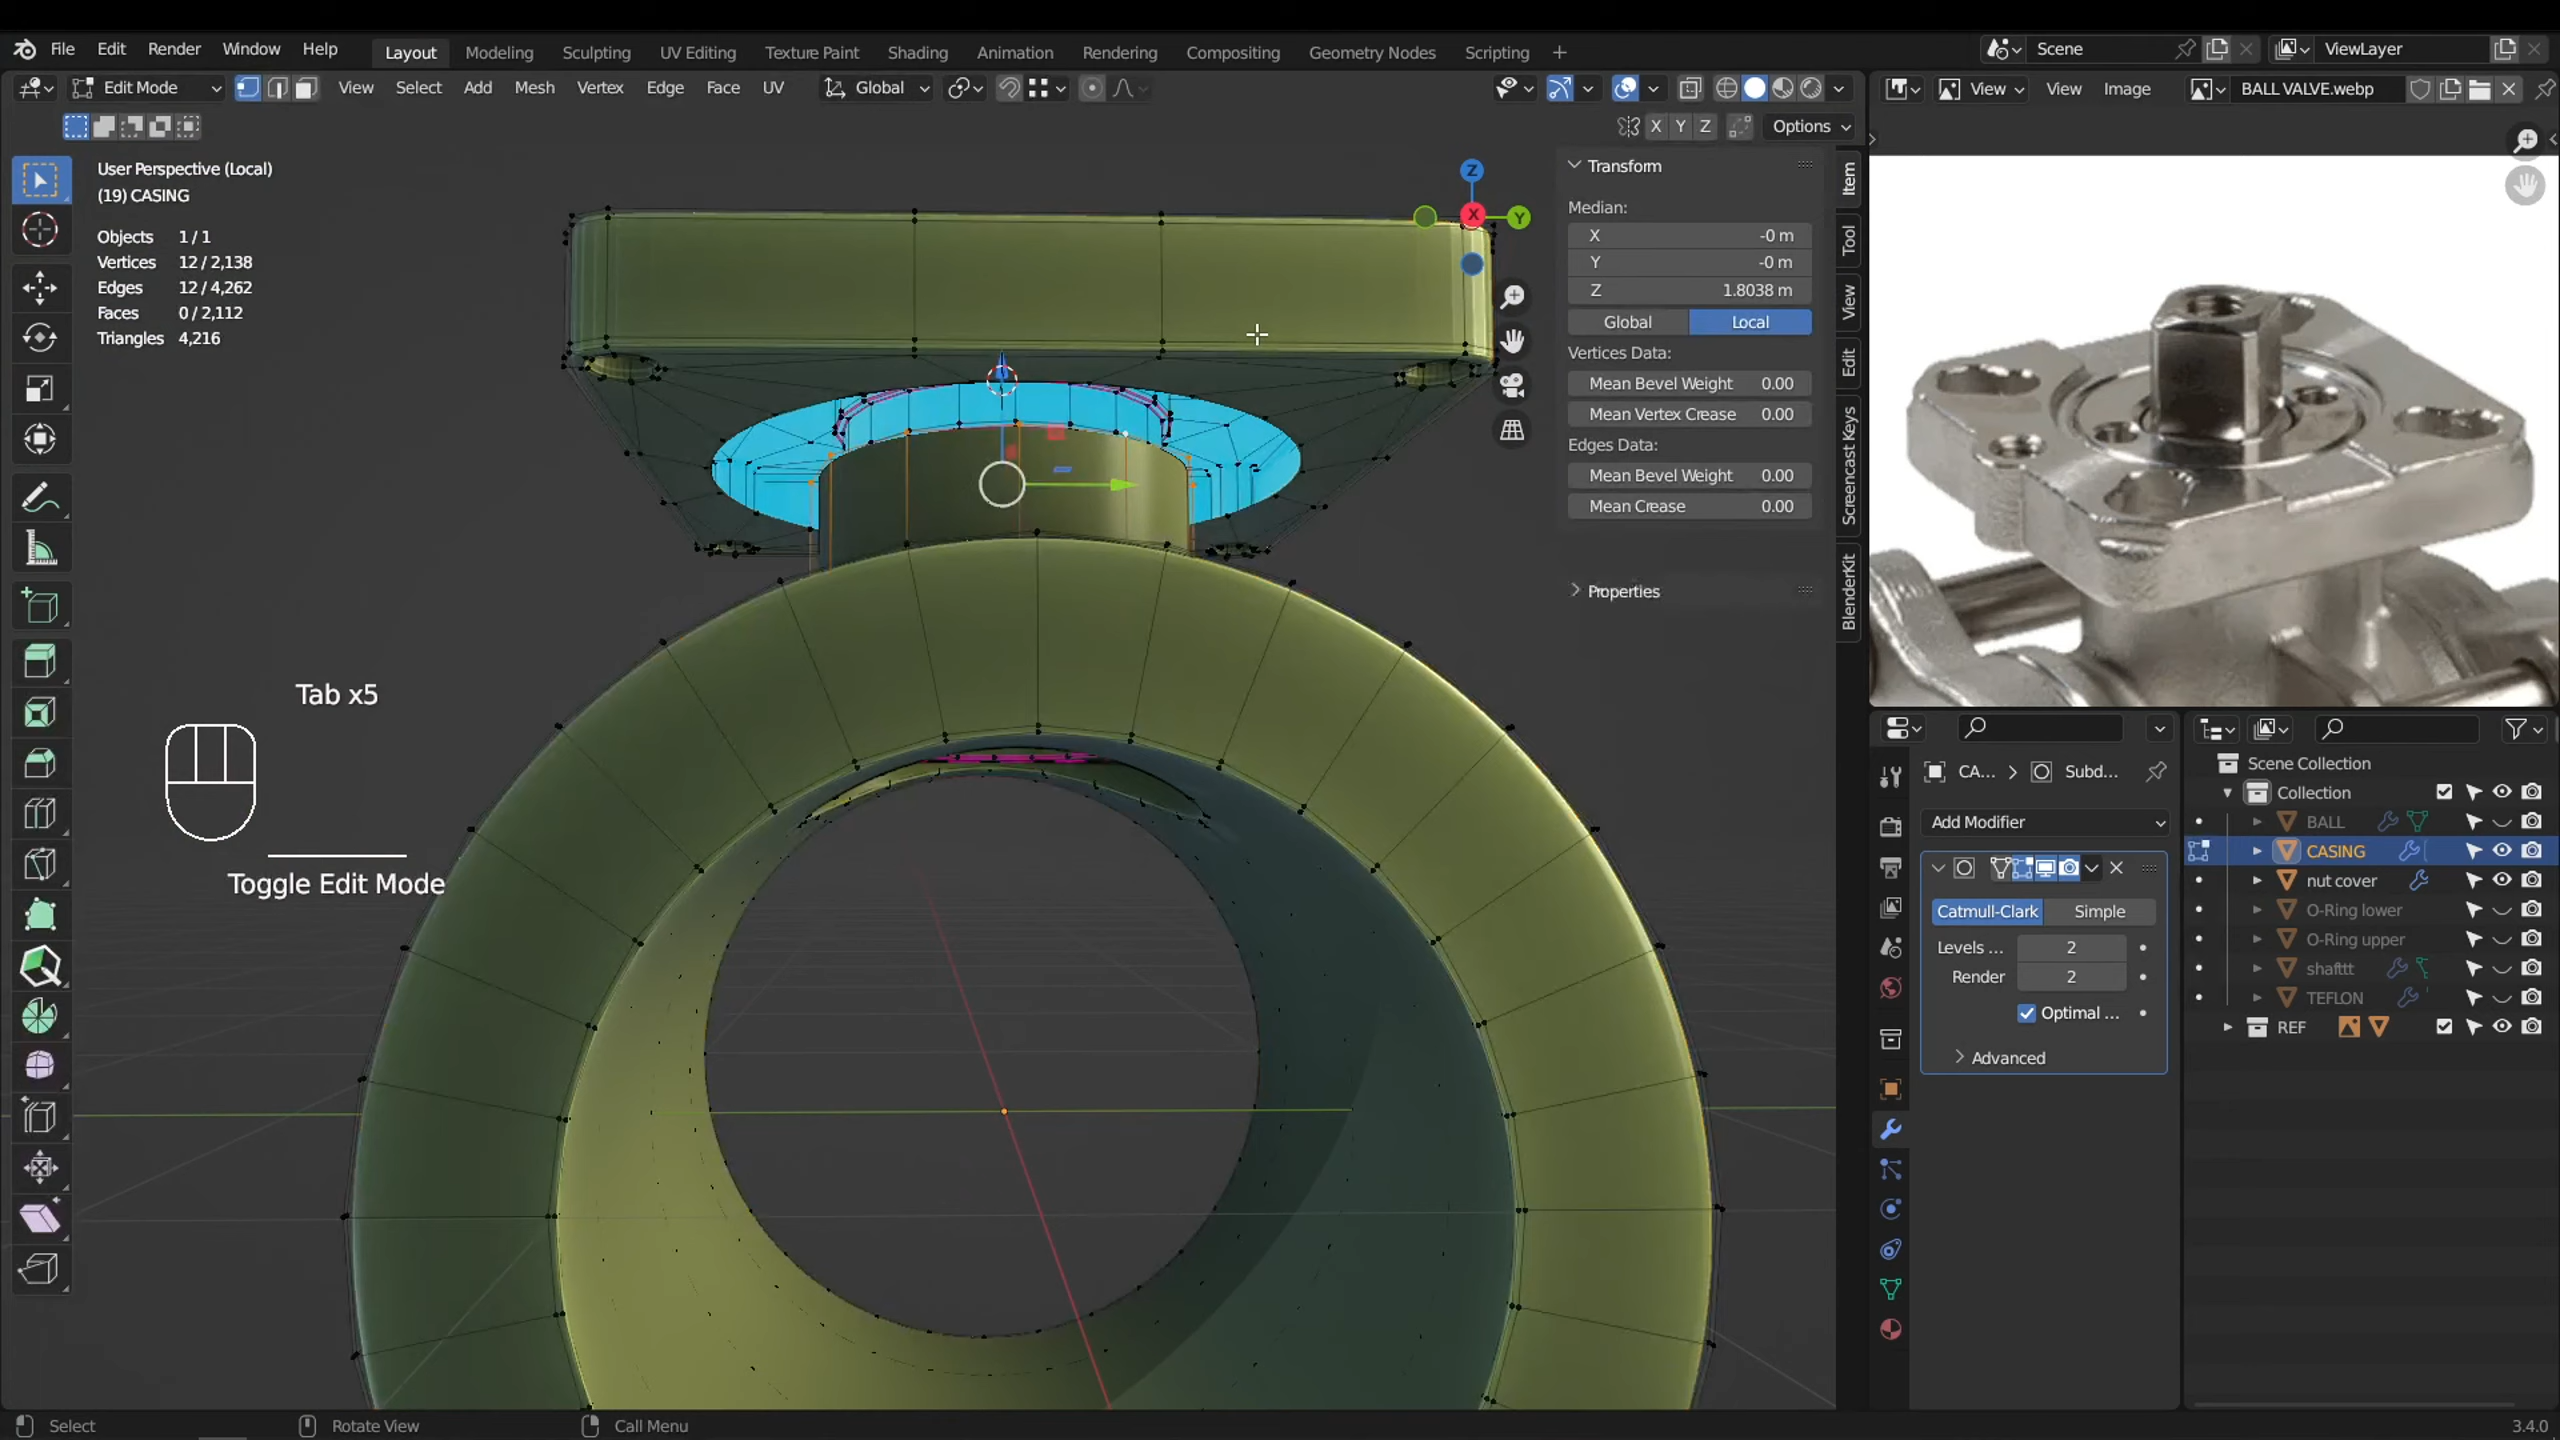 File Edit Render Window Help Layout Modeling Sculpting UV Editing Texture Paint Shading Animation Rendering Compositing Geometry Nodes Scripting + Scene ViewLayer
Edit Mode View Select Add Mesh Vertex Edge Face UV Global View View Image BALL VALVE.webp
X Y Z Options
User Perspective (Local)
(19) CASING
Objects 1 / 1
Vertices 12 / 2,138
Edges 12 / 4,262
Faces 0 / 2,112
Triangles 4,216
Z
X
Y
Transform
Median:
X -0 m
Y -0 m
Z 1.8038 m
Global Local
Vertices Data:
Mean Bevel Weight 0.00
Mean Vertex Crease 0.00
Edges Data:
Mean Bevel Weight 0.00
Mean Crease 0.00
Properties
Item
Tool
View
Edit
Screencast Keys
BlenderKit
Tab x5
Toggle Edit Mode
CA... Subd...
Add Modifier
Catmull-Clark Simple
Levels ... 2
Render 2
Optimal ...
Advanced
Scene Collection
Collection
BALL
CASING
nut cover
O-Ring lower
O-Ring upper
shafttt
TEFLON
REF
Select Rotate View Call Menu 3.4.0